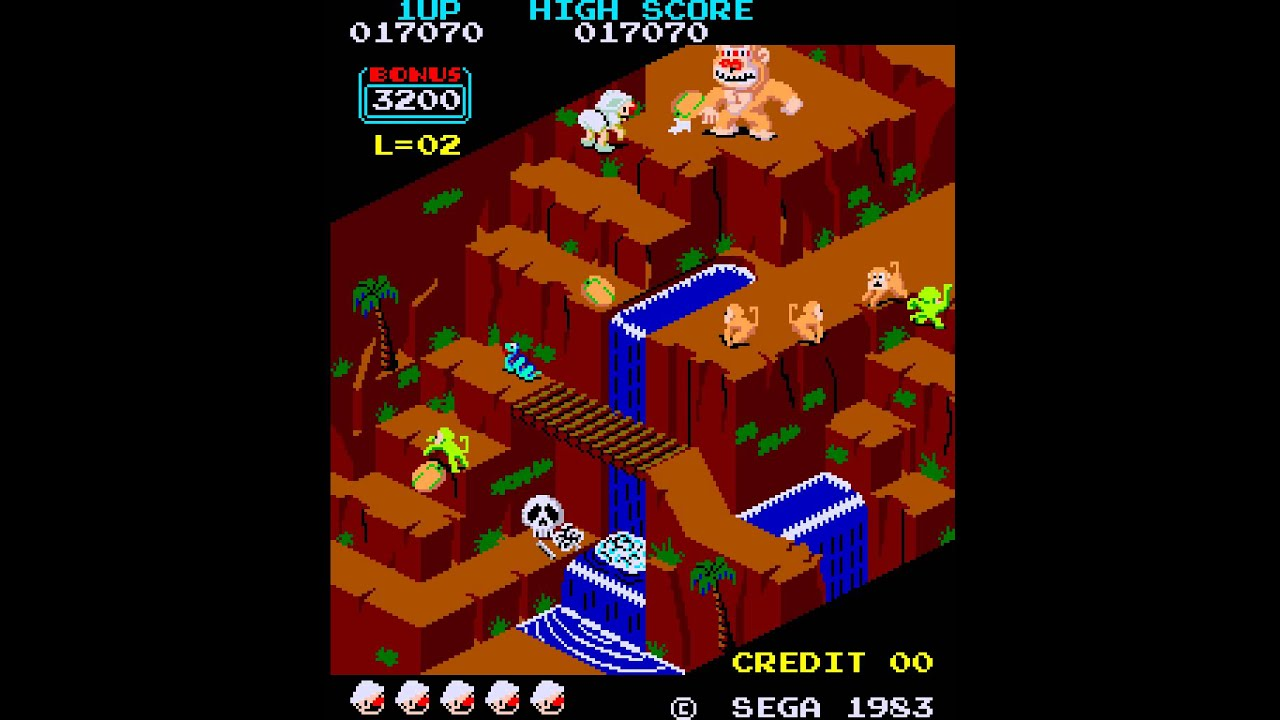 1UP HIGH SCORE
017070 017070
BONUS
3200
L=02
CREDIT 00
© SEGA 1983